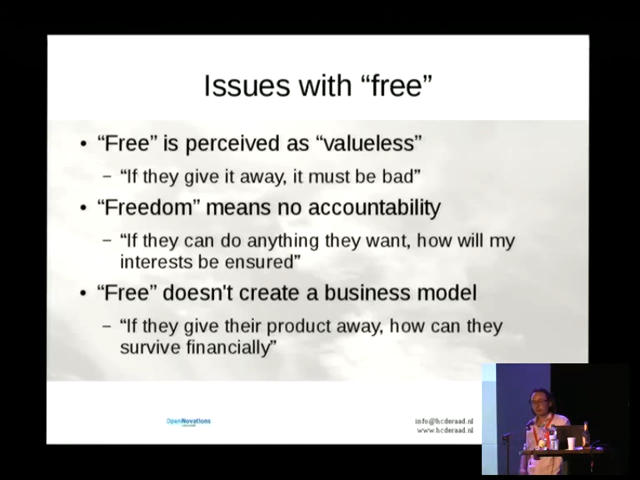 Issues with “free”
• “Free” is perceived as “valueless”
– “If they give it away, it must be bad”
• “Freedom” means no accountability
– “If they can do anything they want, how will my
interests be ensured”
• “Free” doesn't create a business model
– “If they give their product away, how can they
survive financially”
OpenNovations
info@hcderaad.nl
www.hcderaad.nl